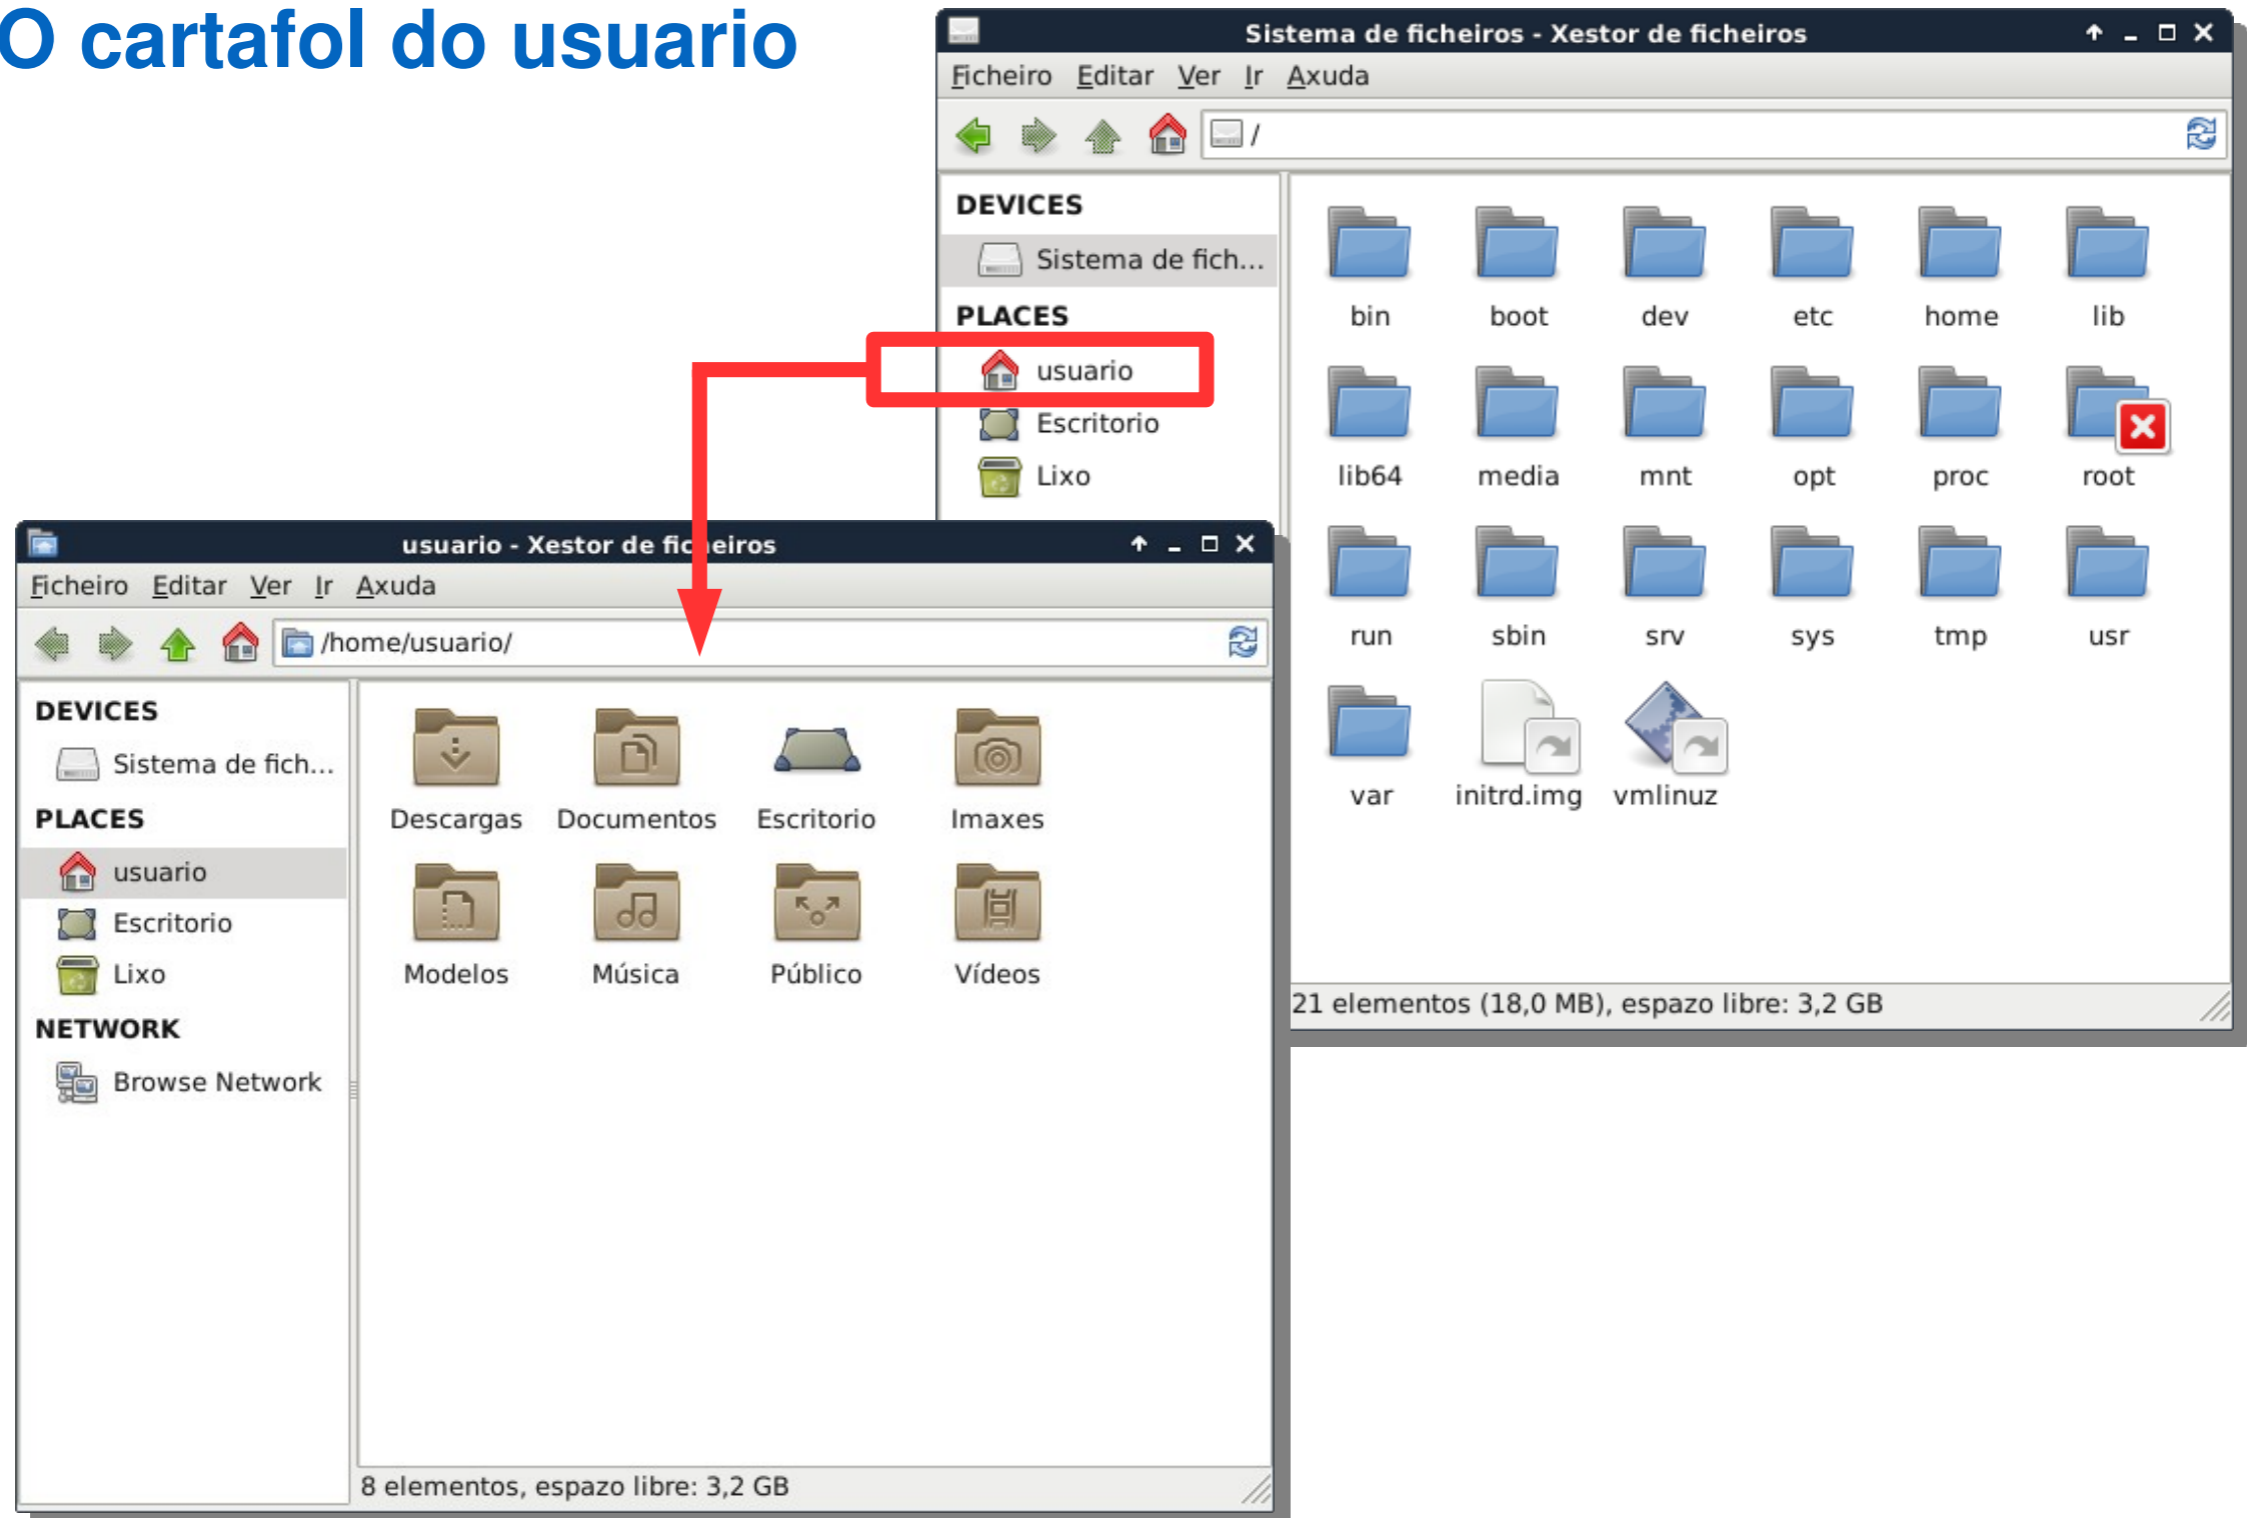 O cartafol do usuario
Sistema de ficheiros - Xestor de ficheiros
Ficheiro Editar Ver Ir Axuda
/
DEVICES
Sistema de fich...
PLACES
usuario
Escritorio
Lixo
bin boot dev etc home lib
lib64 media mnt opt proc root
run sbin srv sys tmp usr
var initrd.img vmlinuz
21 elementos (18,0 MB), espazo libre: 3,2 GB
usuario - Xestor de ficheiros
Ficheiro Editar Ver Ir Axuda
/home/usuario/
DEVICES
Sistema de fich...
PLACES
usuario
Escritorio
Lixo
NETWORK
Browse Network
Descargas Documentos Escritorio Imaxes
Modelos Música Público Vídeos
8 elementos, espazo libre: 3,2 GB